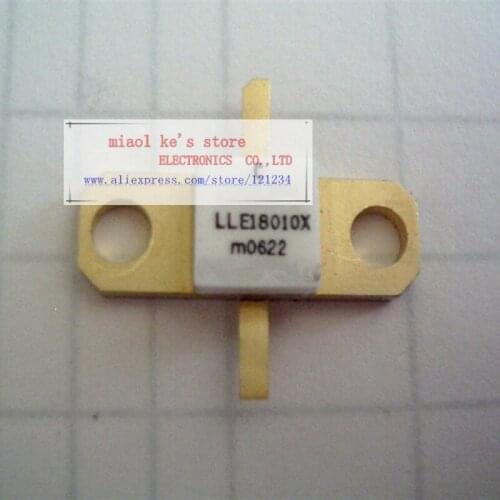 miaol ke's store
ELECTRONICS CO.,LTD
www.aliexpress.com/store/121234
LLE18010X
m0622